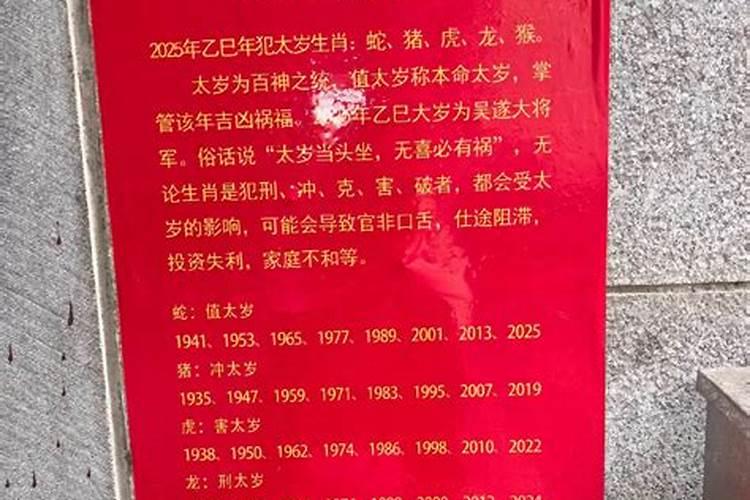 2025年乙巳年犯太岁生肖：蛇、猪、虎、龙、猴。
太岁为百神之统，值太岁称本命太岁，掌
管该年吉凶祸福。年乙巳大岁为吴遂大将
军。俗话说“太岁当头坐，无喜必有祸”，无
论生肖是犯刑、冲、克、害、破者，都会受太
岁的影响，可能会导致官非口舌，仕途阻滞，
投资失利，家庭不和等。
蛇：值太岁
1941、1953、1965、1977、1989、2001、2013、2025
猪：冲太岁
1935、1947、1959、1971、1983、1995、2007、2019
虎：害太岁
1938、1950、1962、1974、1986、1998、2010、2022
龙：刑太岁